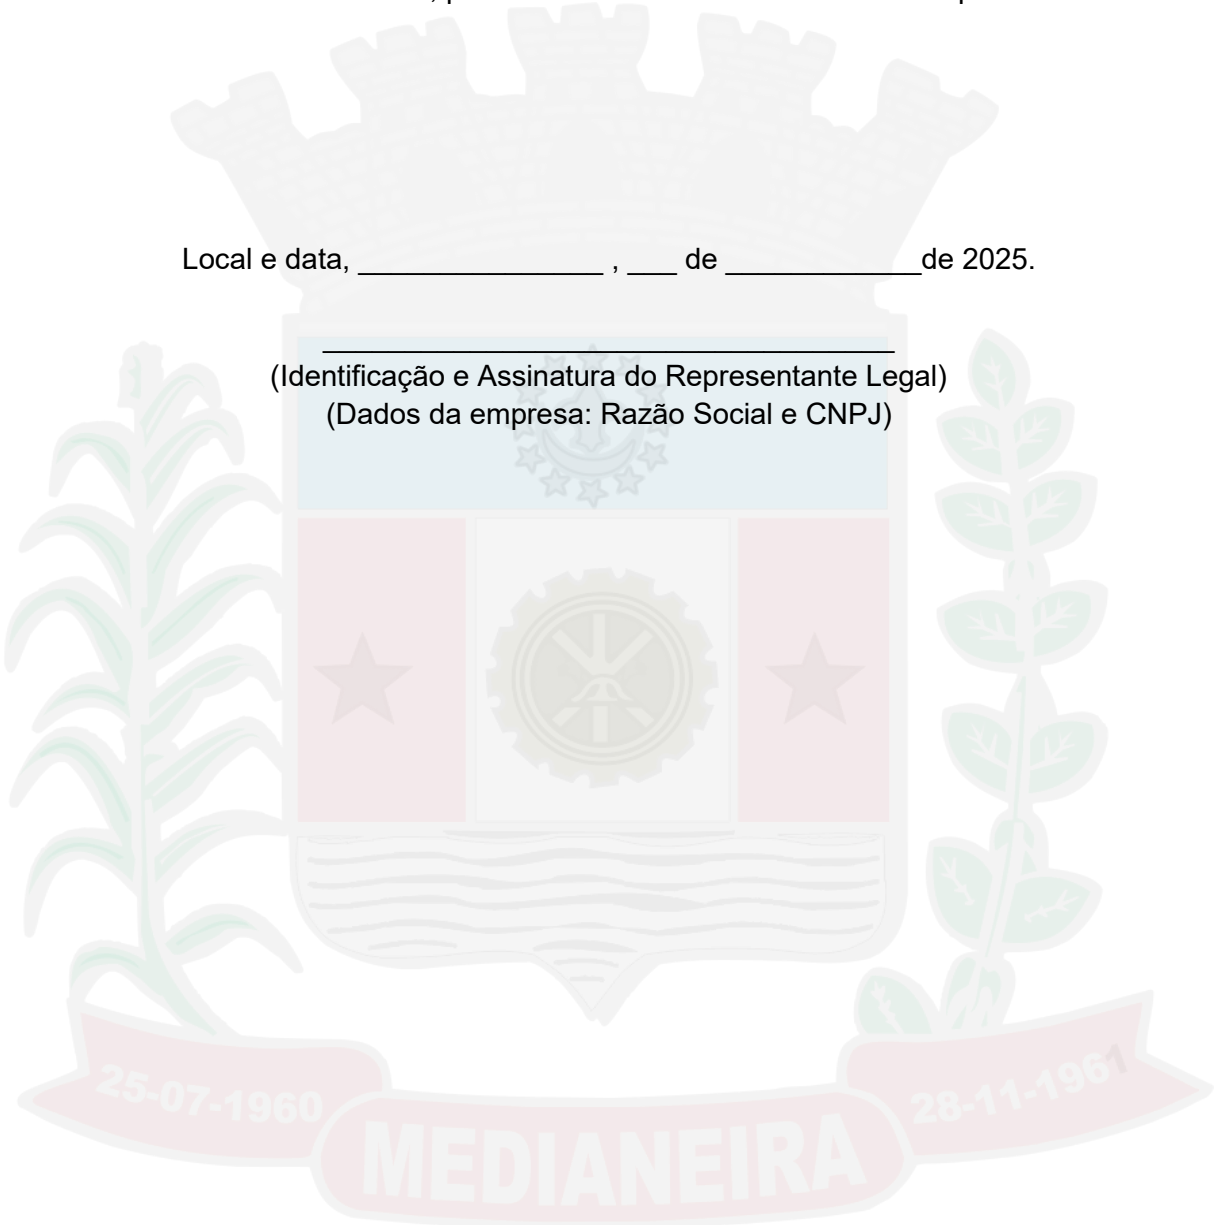 Local e data, _______________ , ___ de ____________de 2025.
___________________________________
(Identificação e Assinatura do Representante Legal)
(Dados da empresa: Razão Social e CNPJ)
25-07-1960
28-11-1961
MEDIANEIRA